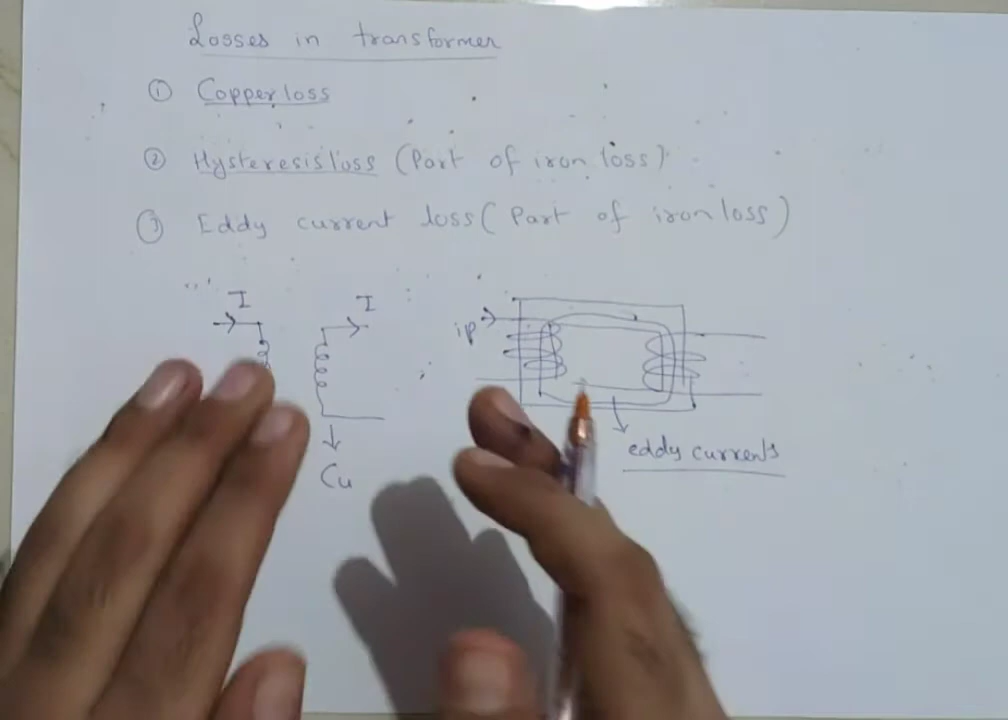 Losses in transformer
① Copper loss
② Hysteresis loss (Part of iron loss)
③ Eddy current loss (Part of iron loss)
I
I
ip
eddy currents
Cu